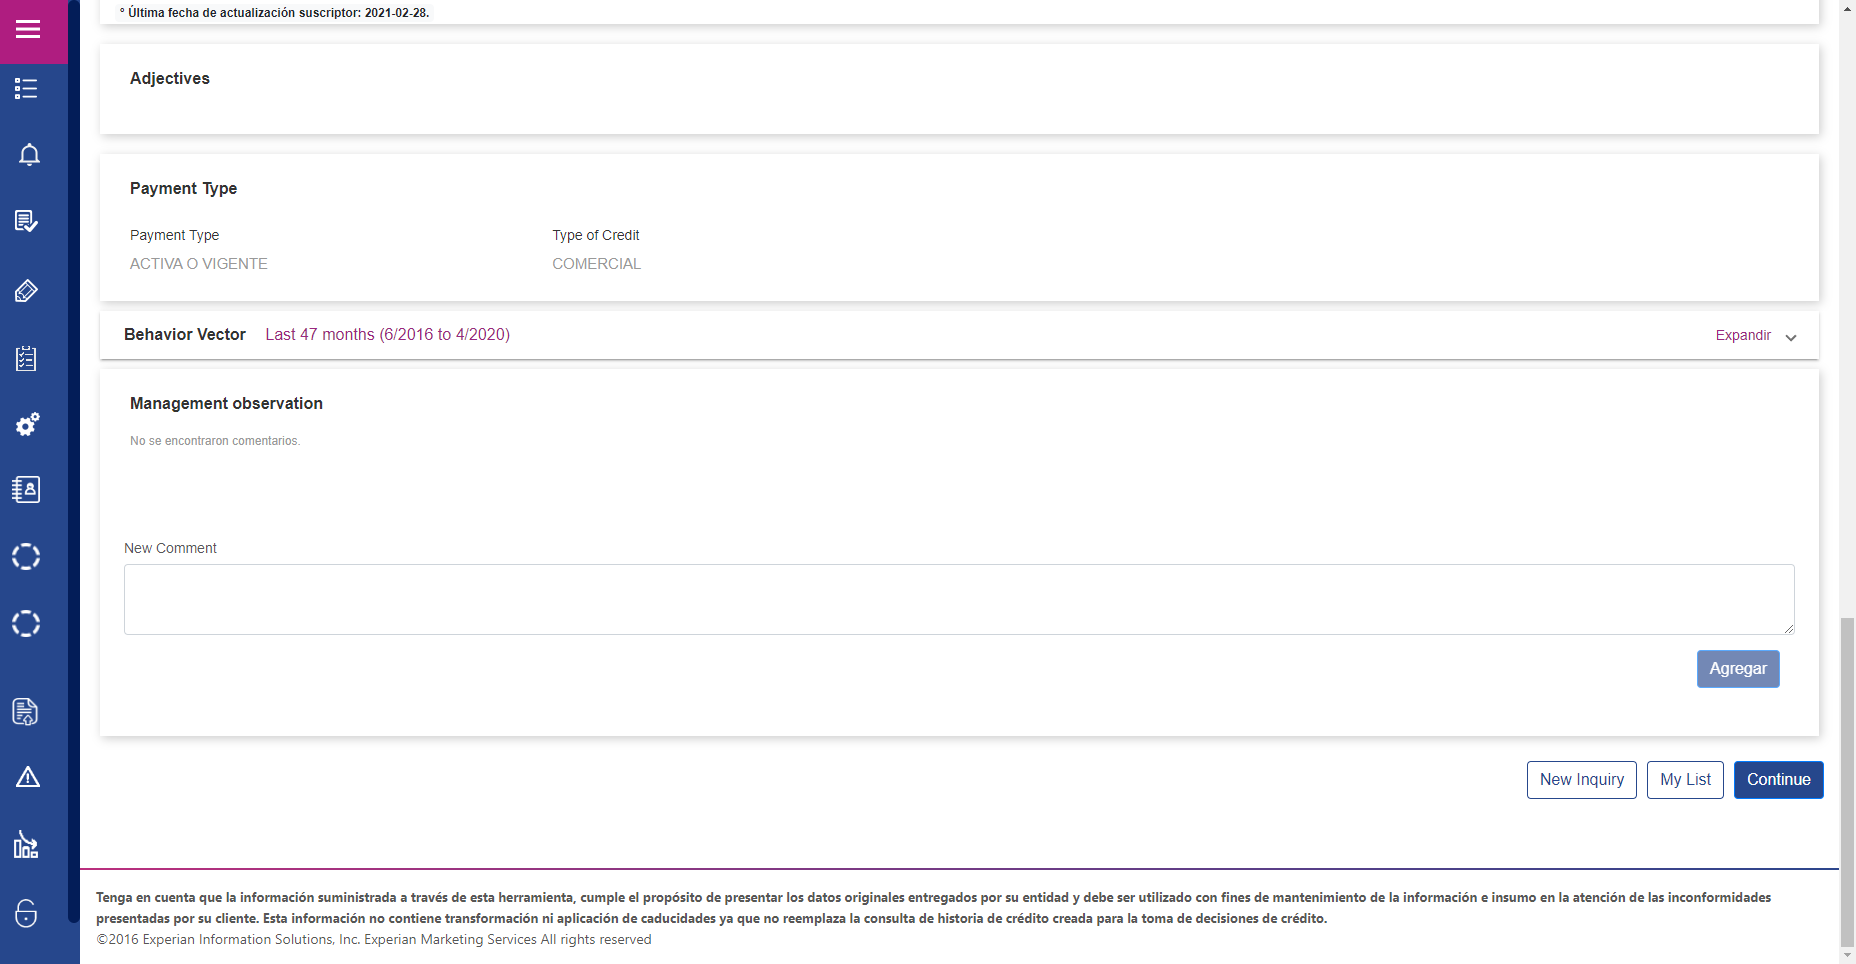 ° Última fecha de actualización suscriptor: 2021-02-28.
Adjectives
Payment Type
Payment Type Type of Credit
ACTIVA O VIGENTE COMERCIAL
Behavior Vector Last 47 months (6/2016 to 4/2020) Expandir
Management observation
No se encontraron comentarios.
New Comment
Agregar
New Inquiry My List Continue
Tenga en cuenta que la información suministrada a través de esta herramienta, cumple el propósito de presentar los datos originales entregados por su entidad y debe ser utilizado con fines de mantenimiento de la información e insumo en la atención de las inconformidades
presentadas por su cliente. Esta información no contiene transformación ni aplicación de caducidades ya que no reemplaza la consulta de historia de crédito creada para la toma de decisiones de crédito.
©2016 Experian Information Solutions, Inc. Experian Marketing Services All rights reserved